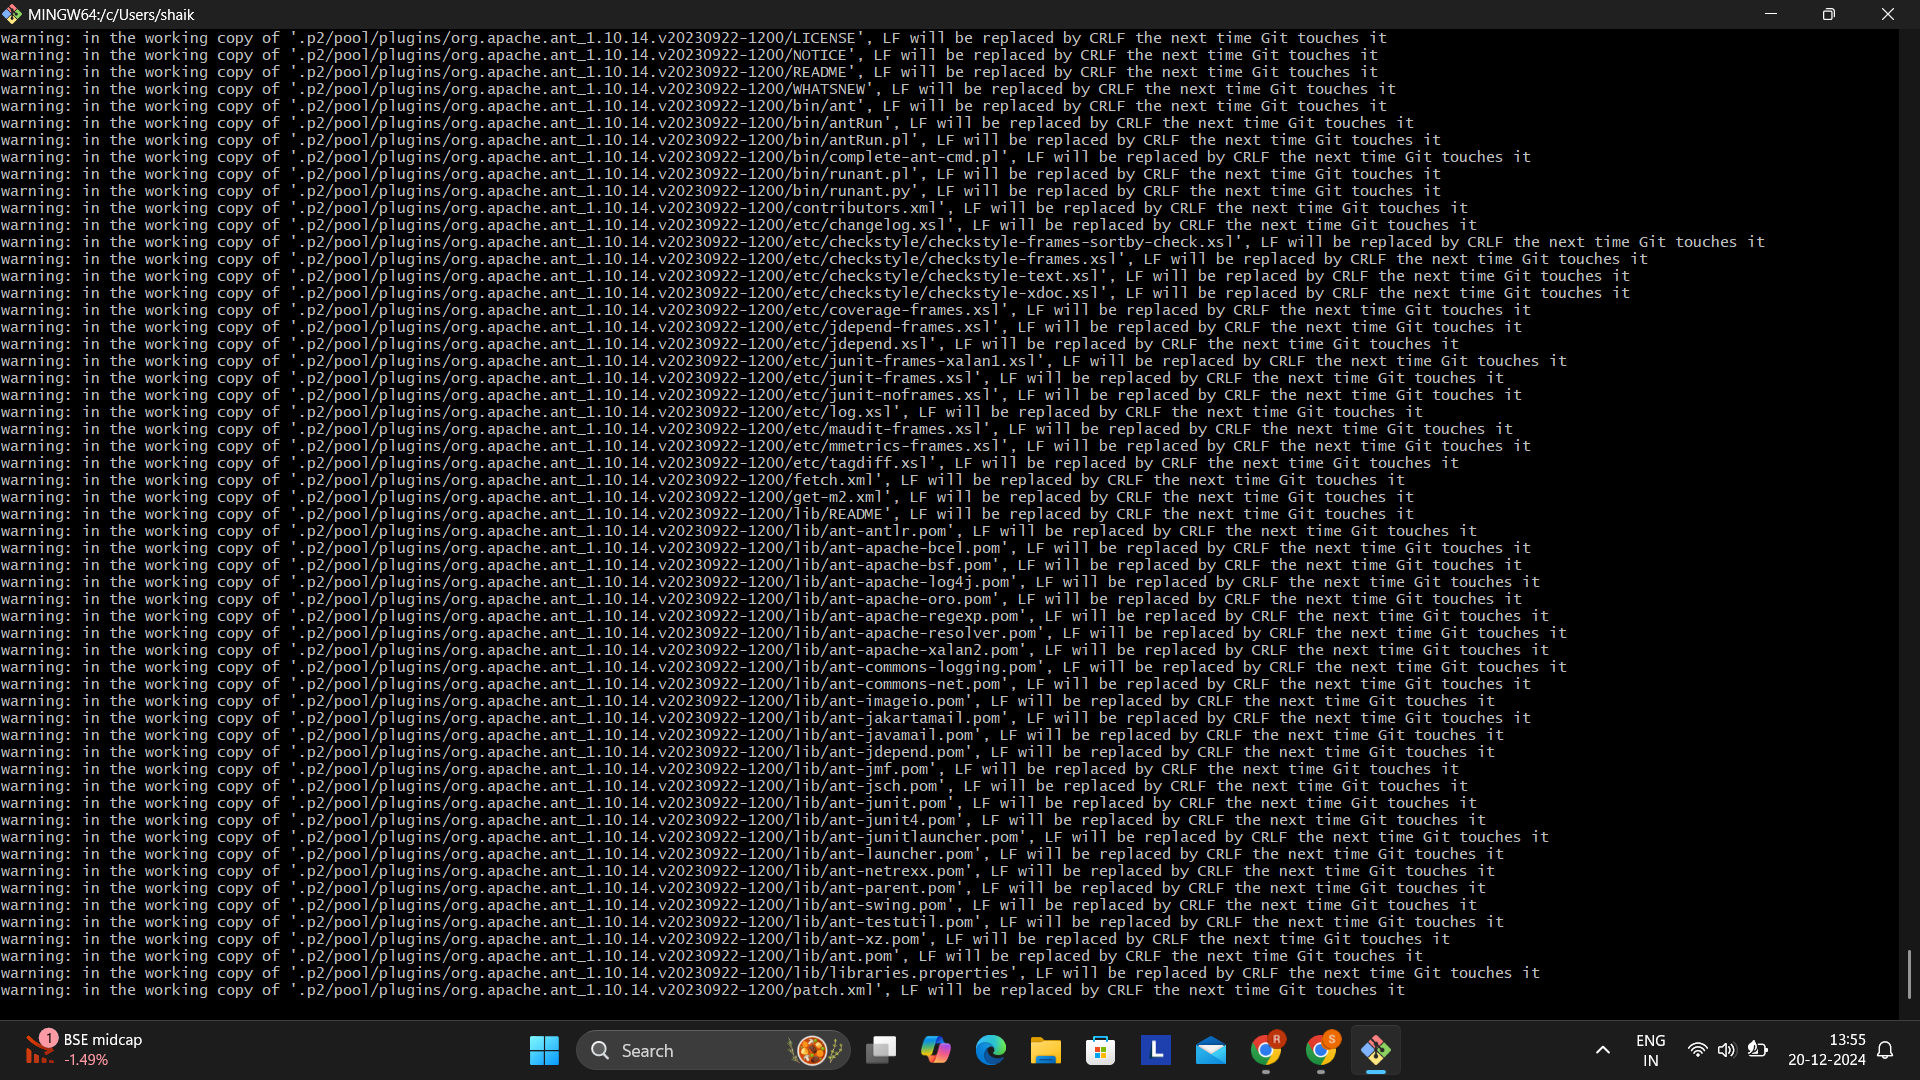 MINGW64:/c/Users/shaik
warning: in the working copy of '.p2/pool/plugins/org.apache.ant_1.10.14.v20230922-1200/LICENSE', LF will be replaced by CRLF the next time Git touches it
warning: in the working copy of '.p2/pool/plugins/org.apache.ant_1.10.14.v20230922-1200/NOTICE', LF will be replaced by CRLF the next time Git touches it
warning: in the working copy of '.p2/pool/plugins/org.apache.ant_1.10.14.v20230922-1200/README', LF will be replaced by CRLF the next time Git touches it
warning: in the working copy of '.p2/pool/plugins/org.apache.ant_1.10.14.v20230922-1200/WHATSNEW', LF will be replaced by CRLF the next time Git touches it
warning: in the working copy of '.p2/pool/plugins/org.apache.ant_1.10.14.v20230922-1200/bin/ant', LF will be replaced by CRLF the next time Git touches it
warning: in the working copy of '.p2/pool/plugins/org.apache.ant_1.10.14.v20230922-1200/bin/antRun', LF will be replaced by CRLF the next time Git touches it
warning: in the working copy of '.p2/pool/plugins/org.apache.ant_1.10.14.v20230922-1200/bin/antRun.pl', LF will be replaced by CRLF the next time Git touches it
warning: in the working copy of '.p2/pool/plugins/org.apache.ant_1.10.14.v20230922-1200/bin/complete-ant-cmd.pl', LF will be replaced by CRLF the next time Git touches it
warning: in the working copy of '.p2/pool/plugins/org.apache.ant_1.10.14.v20230922-1200/bin/runant.pl', LF will be replaced by CRLF the next time Git touches it
warning: in the working copy of '.p2/pool/plugins/org.apache.ant_1.10.14.v20230922-1200/bin/runant.py', LF will be replaced by CRLF the next time Git touches it
warning: in the working copy of '.p2/pool/plugins/org.apache.ant_1.10.14.v20230922-1200/contributors.xml', LF will be replaced by CRLF the next time Git touches it
warning: in the working copy of '.p2/pool/plugins/org.apache.ant_1.10.14.v20230922-1200/etc/changelog.xsl', LF will be replaced by CRLF the next time Git touches it
warning: in the working copy of '.p2/pool/plugins/org.apache.ant_1.10.14.v20230922-1200/etc/checkstyle/checkstyle-frames-sortby-check.xsl', LF will be replaced by CRLF the next time Git touches it
warning: in the working copy of '.p2/pool/plugins/org.apache.ant_1.10.14.v20230922-1200/etc/checkstyle/checkstyle-frames.xsl', LF will be replaced by CRLF the next time Git touches it
warning: in the working copy of '.p2/pool/plugins/org.apache.ant_1.10.14.v20230922-1200/etc/checkstyle/checkstyle-text.xsl', LF will be replaced by CRLF the next time Git touches it
warning: in the working copy of '.p2/pool/plugins/org.apache.ant_1.10.14.v20230922-1200/etc/checkstyle/checkstyle-xdoc.xsl', LF will be replaced by CRLF the next time Git touches it
warning: in the working copy of '.p2/pool/plugins/org.apache.ant_1.10.14.v20230922-1200/etc/coverage-frames.xsl', LF will be replaced by CRLF the next time Git touches it
warning: in the working copy of '.p2/pool/plugins/org.apache.ant_1.10.14.v20230922-1200/etc/jdepend-frames.xsl', LF will be replaced by CRLF the next time Git touches it
warning: in the working copy of '.p2/pool/plugins/org.apache.ant_1.10.14.v20230922-1200/etc/jdepend.xsl', LF will be replaced by CRLF the next time Git touches it
warning: in the working copy of '.p2/pool/plugins/org.apache.ant_1.10.14.v20230922-1200/etc/junit-frames-xalan1.xsl', LF will be replaced by CRLF the next time Git touches it
warning: in the working copy of '.p2/pool/plugins/org.apache.ant_1.10.14.v20230922-1200/etc/junit-frames.xsl', LF will be replaced by CRLF the next time Git touches it
warning: in the working copy of '.p2/pool/plugins/org.apache.ant_1.10.14.v20230922-1200/etc/junit-noframes.xsl', LF will be replaced by CRLF the next time Git touches it
warning: in the working copy of '.p2/pool/plugins/org.apache.ant_1.10.14.v20230922-1200/etc/log.xsl', LF will be replaced by CRLF the next time Git touches it
warning: in the working copy of '.p2/pool/plugins/org.apache.ant_1.10.14.v20230922-1200/etc/maudit-frames.xsl', LF will be replaced by CRLF the next time Git touches it
warning: in the working copy of '.p2/pool/plugins/org.apache.ant_1.10.14.v20230922-1200/etc/mmetrics-frames.xsl', LF will be replaced by CRLF the next time Git touches it
warning: in the working copy of '.p2/pool/plugins/org.apache.ant_1.10.14.v20230922-1200/etc/tagdiff.xsl', LF will be replaced by CRLF the next time Git touches it
warning: in the working copy of '.p2/pool/plugins/org.apache.ant_1.10.14.v20230922-1200/fetch.xml', LF will be replaced by CRLF the next time Git touches it
warning: in the working copy of '.p2/pool/plugins/org.apache.ant_1.10.14.v20230922-1200/get-m2.xml', LF will be replaced by CRLF the next time Git touches it
warning: in the working copy of '.p2/pool/plugins/org.apache.ant_1.10.14.v20230922-1200/lib/README', LF will be replaced by CRLF the next time Git touches it
warning: in the working copy of '.p2/pool/plugins/org.apache.ant_1.10.14.v20230922-1200/lib/ant-antlr.pom', LF will be replaced by CRLF the next time Git touches it
warning: in the working copy of '.p2/pool/plugins/org.apache.ant_1.10.14.v20230922-1200/lib/ant-apache-bcel.pom', LF will be replaced by CRLF the next time Git touches it
warning: in the working copy of '.p2/pool/plugins/org.apache.ant_1.10.14.v20230922-1200/lib/ant-apache-bsf.pom', LF will be replaced by CRLF the next time Git touches it
warning: in the working copy of '.p2/pool/plugins/org.apache.ant_1.10.14.v20230922-1200/lib/ant-apache-log4j.pom', LF will be replaced by CRLF the next time Git touches it
warning: in the working copy of '.p2/pool/plugins/org.apache.ant_1.10.14.v20230922-1200/lib/ant-apache-oro.pom', LF will be replaced by CRLF the next time Git touches it
warning: in the working copy of '.p2/pool/plugins/org.apache.ant_1.10.14.v20230922-1200/lib/ant-apache-regexp.pom', LF will be replaced by CRLF the next time Git touches it
warning: in the working copy of '.p2/pool/plugins/org.apache.ant_1.10.14.v20230922-1200/lib/ant-apache-resolver.pom', LF will be replaced by CRLF the next time Git touches it
warning: in the working copy of '.p2/pool/plugins/org.apache.ant_1.10.14.v20230922-1200/lib/ant-apache-xalan2.pom', LF will be replaced by CRLF the next time Git touches it
warning: in the working copy of '.p2/pool/plugins/org.apache.ant_1.10.14.v20230922-1200/lib/ant-commons-logging.pom', LF will be replaced by CRLF the next time Git touches it
warning: in the working copy of '.p2/pool/plugins/org.apache.ant_1.10.14.v20230922-1200/lib/ant-commons-net.pom', LF will be replaced by CRLF the next time Git touches it
warning: in the working copy of '.p2/pool/plugins/org.apache.ant_1.10.14.v20230922-1200/lib/ant-imageio.pom', LF will be replaced by CRLF the next time Git touches it
warning: in the working copy of '.p2/pool/plugins/org.apache.ant_1.10.14.v20230922-1200/lib/ant-jakartamail.pom', LF will be replaced by CRLF the next time Git touches it
warning: in the working copy of '.p2/pool/plugins/org.apache.ant_1.10.14.v20230922-1200/lib/ant-javamail.pom', LF will be replaced by CRLF the next time Git touches it
warning: in the working copy of '.p2/pool/plugins/org.apache.ant_1.10.14.v20230922-1200/lib/ant-jdepend.pom', LF will be replaced by CRLF the next time Git touches it
warning: in the working copy of '.p2/pool/plugins/org.apache.ant_1.10.14.v20230922-1200/lib/ant-jmf.pom', LF will be replaced by CRLF the next time Git touches it
warning: in the working copy of '.p2/pool/plugins/org.apache.ant_1.10.14.v20230922-1200/lib/ant-jsch.pom', LF will be replaced by CRLF the next time Git touches it
warning: in the working copy of '.p2/pool/plugins/org.apache.ant_1.10.14.v20230922-1200/lib/ant-junit.pom', LF will be replaced by CRLF the next time Git touches it
warning: in the working copy of '.p2/pool/plugins/org.apache.ant_1.10.14.v20230922-1200/lib/ant-junit4.pom', LF will be replaced by CRLF the next time Git touches it
warning: in the working copy of '.p2/pool/plugins/org.apache.ant_1.10.14.v20230922-1200/lib/ant-junitlauncher.pom', LF will be replaced by CRLF the next time Git touches it
warning: in the working copy of '.p2/pool/plugins/org.apache.ant_1.10.14.v20230922-1200/lib/ant-launcher.pom', LF will be replaced by CRLF the next time Git touches it
warning: in the working copy of '.p2/pool/plugins/org.apache.ant_1.10.14.v20230922-1200/lib/ant-netrexx.pom', LF will be replaced by CRLF the next time Git touches it
warning: in the working copy of '.p2/pool/plugins/org.apache.ant_1.10.14.v20230922-1200/lib/ant-parent.pom', LF will be replaced by CRLF the next time Git touches it
warning: in the working copy of '.p2/pool/plugins/org.apache.ant_1.10.14.v20230922-1200/lib/ant-swing.pom', LF will be replaced by CRLF the next time Git touches it
warning: in the working copy of '.p2/pool/plugins/org.apache.ant_1.10.14.v20230922-1200/lib/ant-testutil.pom', LF will be replaced by CRLF the next time Git touches it
warning: in the working copy of '.p2/pool/plugins/org.apache.ant_1.10.14.v20230922-1200/lib/ant-xz.pom', LF will be replaced by CRLF the next time Git touches it
warning: in the working copy of '.p2/pool/plugins/org.apache.ant_1.10.14.v20230922-1200/lib/ant.pom', LF will be replaced by CRLF the next time Git touches it
warning: in the working copy of '.p2/pool/plugins/org.apache.ant_1.10.14.v20230922-1200/lib/libraries.properties', LF will be replaced by CRLF the next time Git touches it
warning: in the working copy of '.p2/pool/plugins/org.apache.ant_1.10.14.v20230922-1200/patch.xml', LF will be replaced by CRLF the next time Git touches it
1
BSE midcap
-1.49%
Search
L
R
S
ENG
IN
13:55
20-12-2024